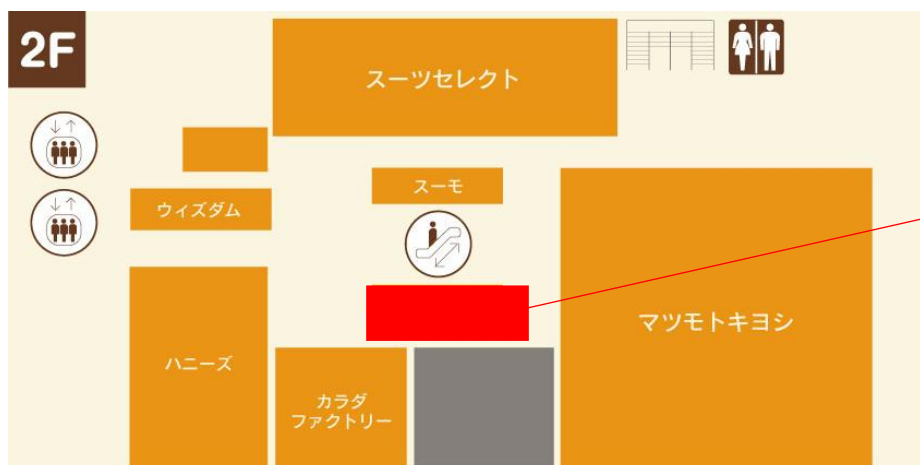 2F
スーツセレクト
スーモ
ウィズダム
マツモトキヨシ
ハニーズ
カラダ
ファクトリー